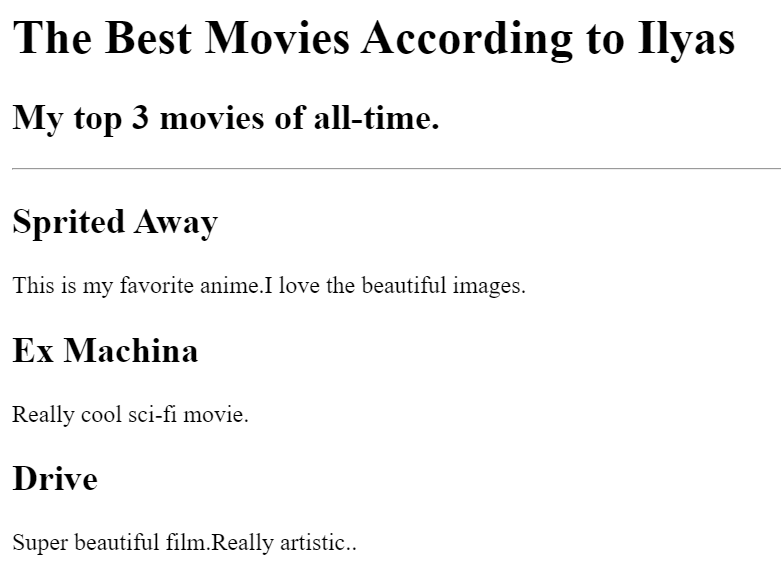 The Best Movies According to Ilyas
My top 3 movies of all-time.
Sprited Away
This is my favorite anime.I love the beautiful images.
Ex Machina
Really cool sci-fi movie.
Drive
Super beautiful film.Really artistic..